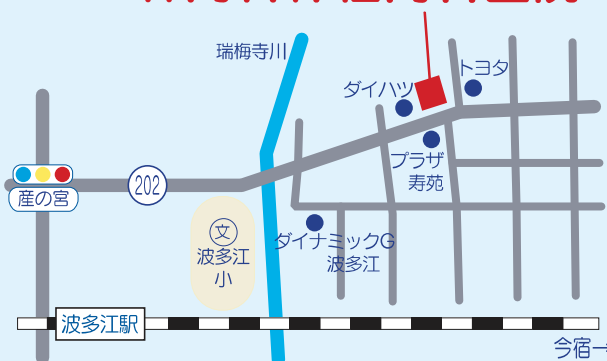 瑞梅寺川
トヨタ
ダイハツ
プラザ
寿苑
産の宮
202
文
波多江
小
ダイナミックG
波多江
波多江駅
今宿→